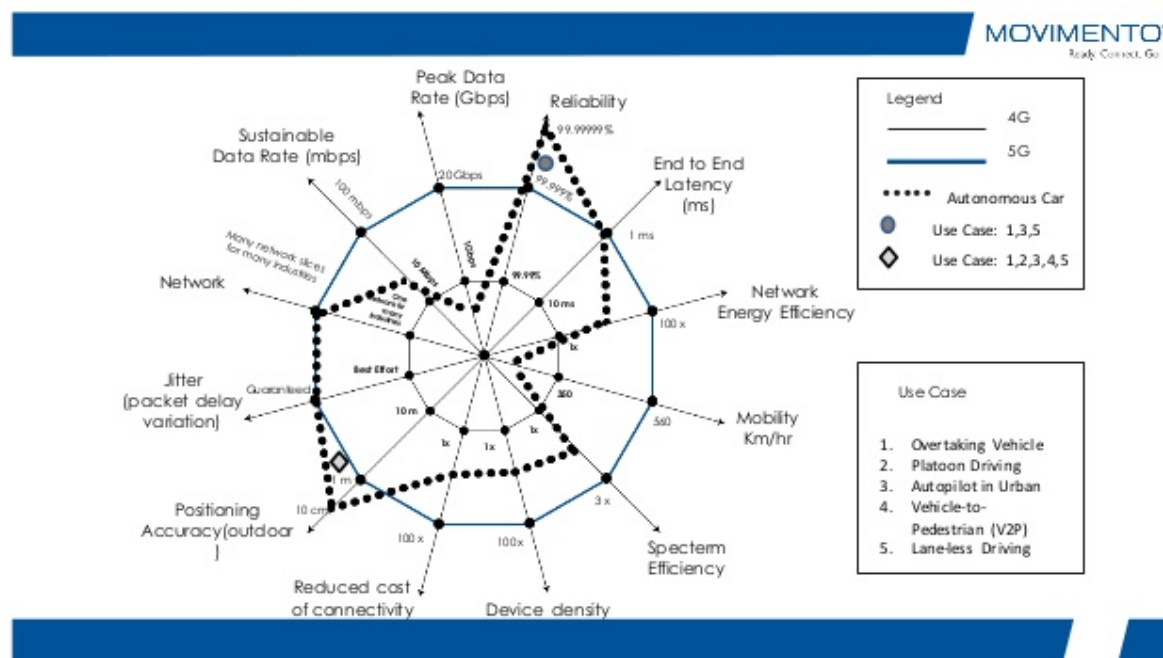 MOVIMENTO
Ready. Connect. Go
Legend
4G
5G
Autonomous Car
Use Case: 1,3,5
Use Case: 1,2,3,4,5
Peak Data
Rate (Gbps)
Reliability
99.99999%
Sustainable
Data Rate (mbps)
End to End
Latency
(ms)
100 mbps
20Gbps
99.999%
1 ms
Many network slices
for many industries
10 Mbps
1Gbps
99.99%
10 ms
Network
One
network for
many
industries
Network
Energy Efficiency
100 x
1x
Jitter
(packet delay
variation)
Guaranteed
Best Effort
350
560
Mobility
Km/hr
10 m
1x
1x
1x
1 m
10 cm
3 x
Positioning
Accuracy(outdoor
)
100 x
100x
Specterm
Efficiency
Reduced cost
of connectivity
Device density
Use Case
1. Overtaking Vehicle
2. Platoon Driving
3. Autopilot in Urban
4. Vehicle-to-
Pedestrian (V2P)
5. Lane-less Driving